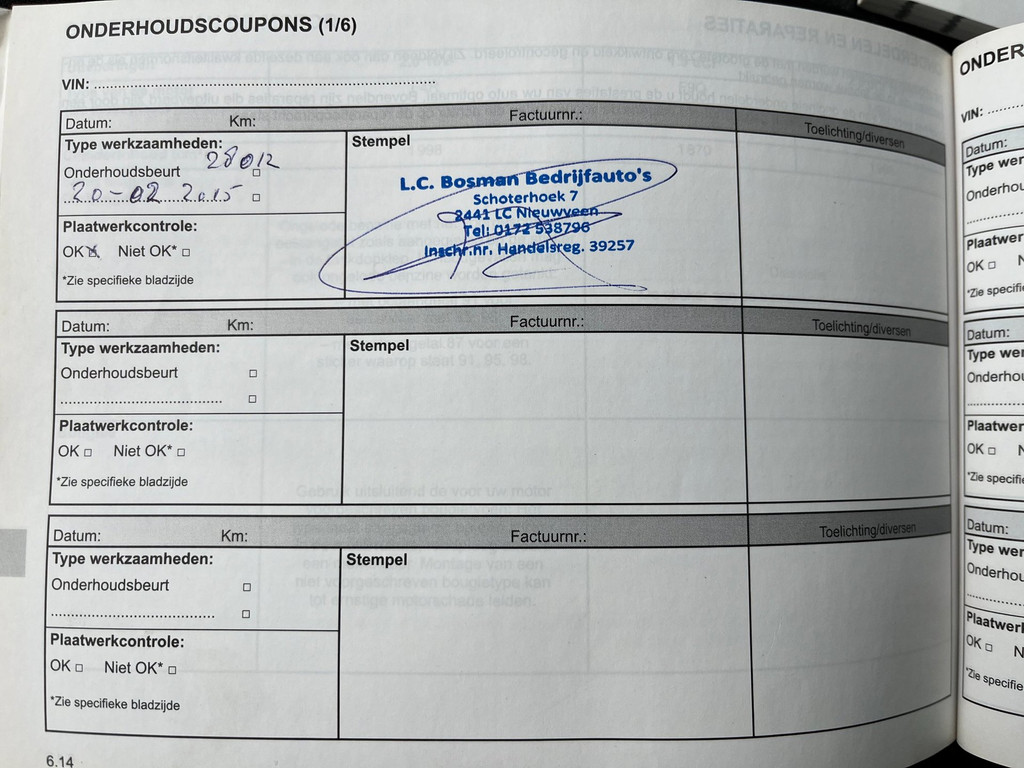 ONDERHOUDSCOUPONS (1/6)
VIN: ..........................................................
Datum: Km: Factuurnr.: Toelichting/diversen
Type werkzaamheden:
28012
Onderhoudsbeurt □
20-02 2015 □
Plaatwerkcontrole:
OK ☒ Niet OK* □
*Zie specifieke bladzijde
Stempel
L.C. Bosman Bedrijfauto's
Schoterhoek 7
2441 LC Nieuwveen
Tel: 0172 538796
Inschr.nr. Handelsreg. 39257
Datum: Km: Factuurnr.: Toelichting/diversen
Type werkzaamheden:
Onderhoudsbeurt □
.................................... □
Plaatwerkcontrole:
OK □ Niet OK* □
*Zie specifieke bladzijde
Stempel
Datum: Km: Factuurnr.: Toelichting/diversen
Type werkzaamheden:
Onderhoudsbeurt □
.................................... □
Plaatwerkcontrole:
OK □ Niet OK* □
*Zie specifieke bladzijde
Stempel
6.14
ONDER
VIN: ........
Datum:
Type wer
Onderhou
Plaatwer
OK □ N
*Zie specifi
Datum:
Type wer
Onderhou
Plaatwer
OK □ N
*Zie specifie
Datum:
Type wer
Onderhou
Plaatwerk
OK □ N
*Zie specifie